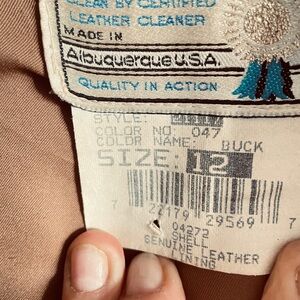 CLEAN BY CERTIFIED
LEATHER CLEANER
MADE IN
Albuquerque U.S.A.
QUALITY IN ACTION
STYLE:
COLOR NO. 047
COLOR NAME: BUCK
SIZE: 12
7 22179 29569 7
04272
SHELL
GENUINE LEATHER
LINING